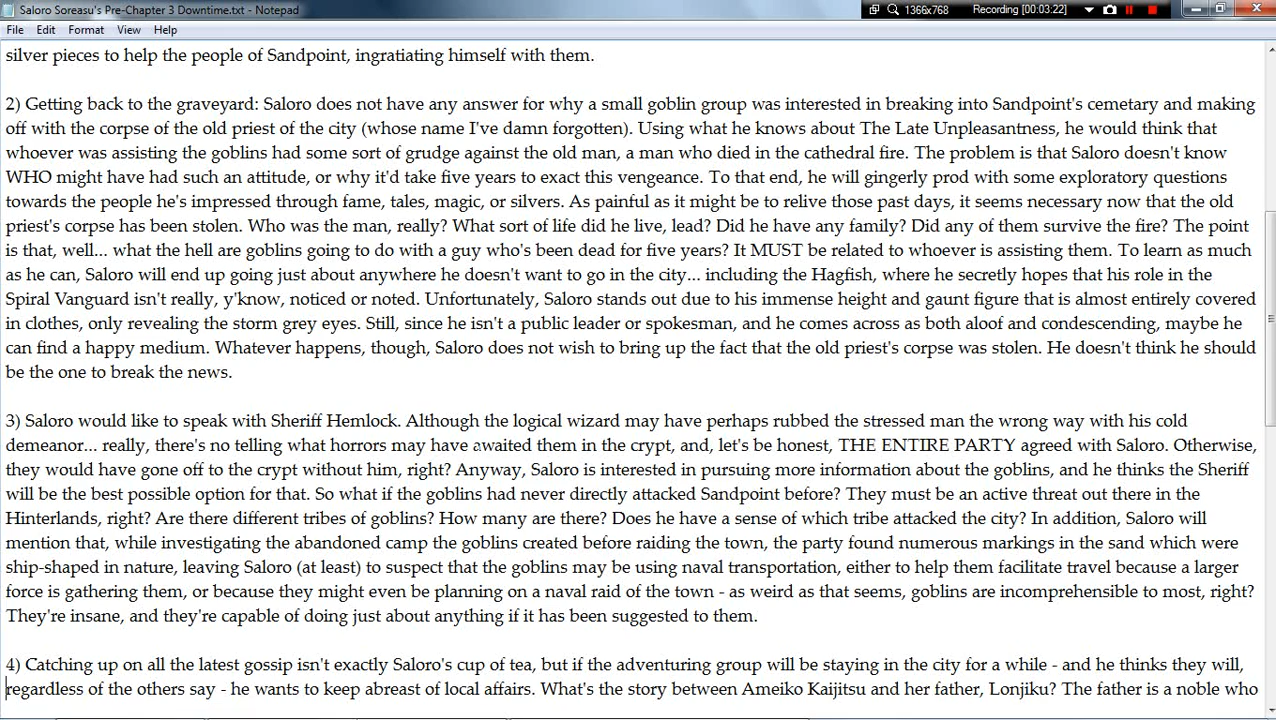 Saloro Soreasu's Pre-Chapter 3 Downtime.txt - Notepad
1366x768 Recording [00:03:22]
File Edit Format View Help
silver pieces to help the people of Sandpoint, ingratiating himself with them.
2) Getting back to the graveyard: Saloro does not have any answer for why a small goblin group was interested in breaking into Sandpoint's cemetary and making
off with the corpse of the old priest of the city (whose name I've damn forgotten). Using what he knows about The Late Unpleasantness, he would think that
whoever was assisting the goblins had some sort of grudge against the old man, a man who died in the cathedral fire. The problem is that Saloro doesn't know
WHO might have had such an attitude, or why it'd take five years to exact this vengeance. To that end, he will gingerly prod with some exploratory questions
towards the people he's impressed through fame, tales, magic, or silvers. As painful as it might be to relive those past days, it seems necessary now that the old
priest's corpse has been stolen. Who was the man, really? What sort of life did he live, lead? Did he have any family? Did any of them survive the fire? The point
is that, well... what the hell are goblins going to do with a guy who's been dead for five years? It MUST be related to whoever is assisting them. To learn as much
as he can, Saloro will end up going just about anywhere he doesn't want to go in the city... including the Hagfish, where he secretly hopes that his role in the
Spiral Vanguard isn't really, y'know, noticed or noted. Unfortunately, Saloro stands out due to his immense height and gaunt figure that is almost entirely covered
in clothes, only revealing the storm grey eyes. Still, since he isn't a public leader or spokesman, and he comes across as both aloof and condescending, maybe he
can find a happy medium. Whatever happens, though, Saloro does not wish to bring up the fact that the old priest's corpse was stolen. He doesn't think he should
be the one to break the news.
3) Saloro would like to speak with Sheriff Hemlock. Although the logical wizard may have perhaps rubbed the stressed man the wrong way with his cold
demeanor... really, there's no telling what horrors may have awaited them in the crypt, and, let's be honest, THE ENTIRE PARTY agreed with Saloro. Otherwise,
they would have gone off to the crypt without him, right? Anyway, Saloro is interested in pursuing more information about the goblins, and he thinks the Sheriff
will be the best possible option for that. So what if the goblins had never directly attacked Sandpoint before? They must be an active threat out there in the
Hinterlands, right? Are there different tribes of goblins? How many are there? Does he have a sense of which tribe attacked the city? In addition, Saloro will
mention that, while investigating the abandoned camp the goblins created before raiding the town, the party found numerous markings in the sand which were
ship-shaped in nature, leaving Saloro (at least) to suspect that the goblins may be using naval transportation, either to help them facilitate travel because a larger
force is gathering them, or because they might even be planning on a naval raid of the town - as weird as that seems, goblins are incomprehensible to most, right?
They're insane, and they're capable of doing just about anything if it has been suggested to them.
4) Catching up on all the latest gossip isn't exactly Saloro's cup of tea, but if the adventuring group will be staying in the city for a while - and he thinks they will,
regardless of the others say - he wants to keep abreast of local affairs. What's the story between Ameiko Kaijitsu and her father, Lonjiku? The father is a noble who